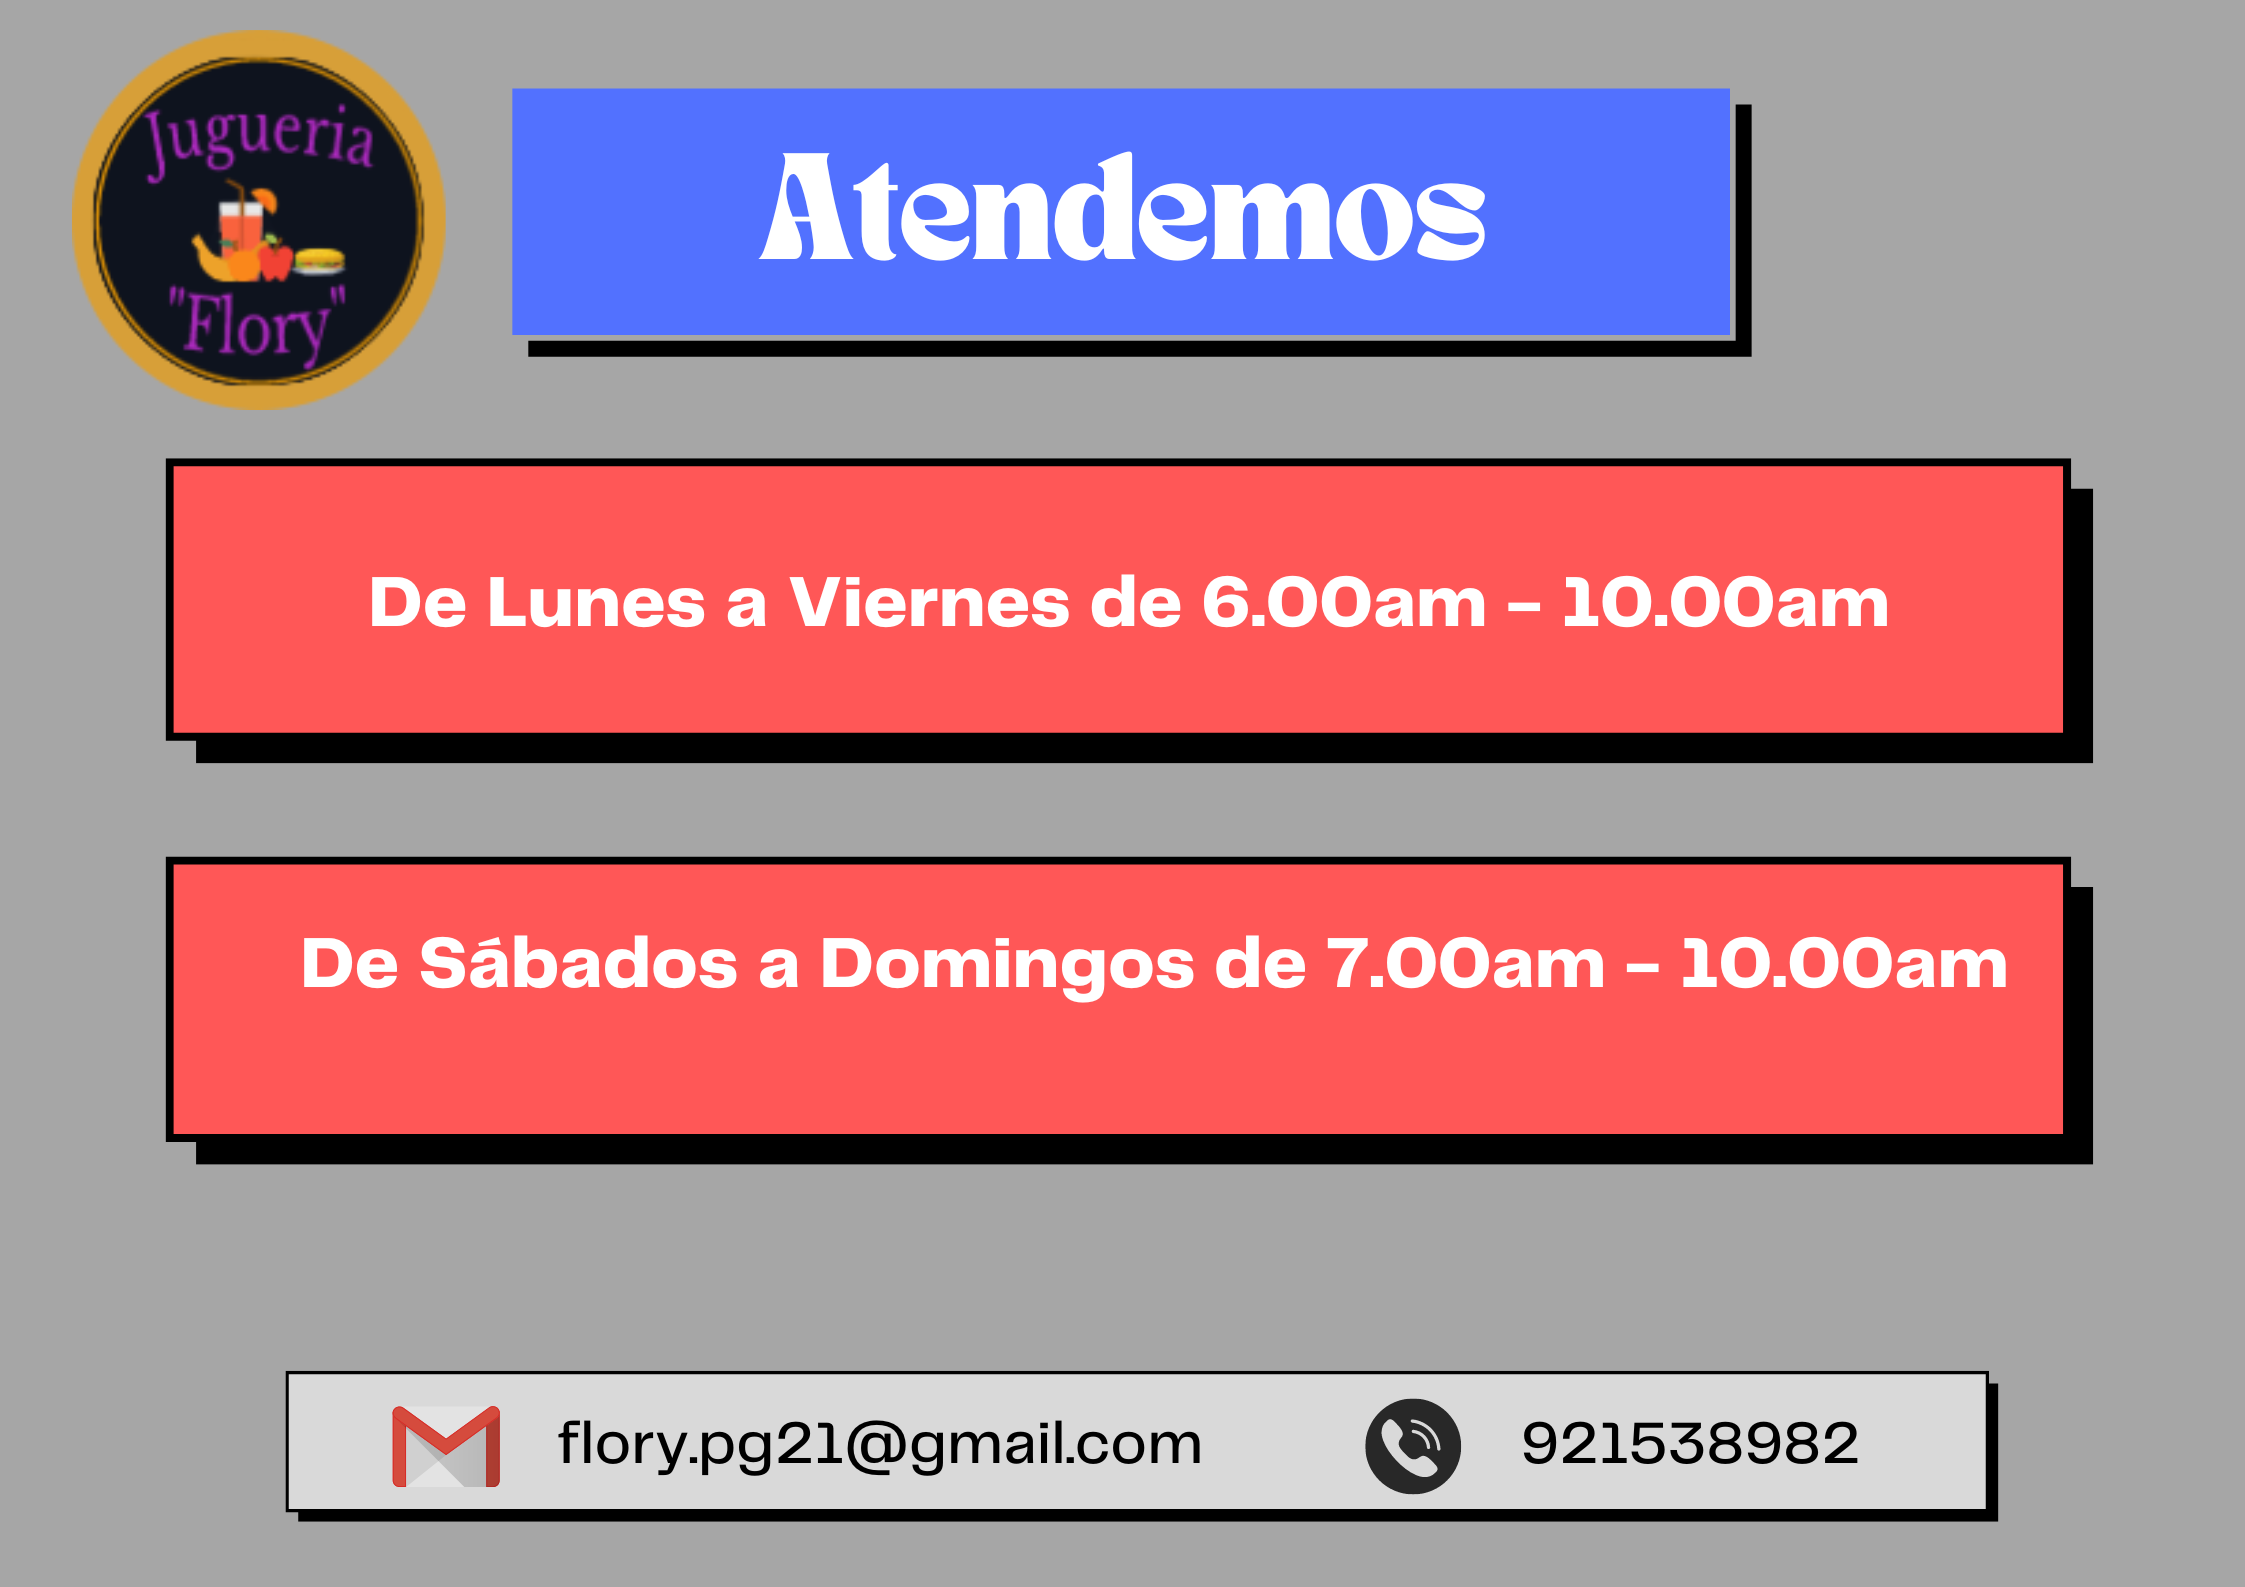 Jugueria
"Flory"
Atendemos
De Lunes a Viernes de 6.00am - 10.00am
De Sábados a Domingos de 7.00am - 10.00am
flory.pg21@gmail.com
921538982